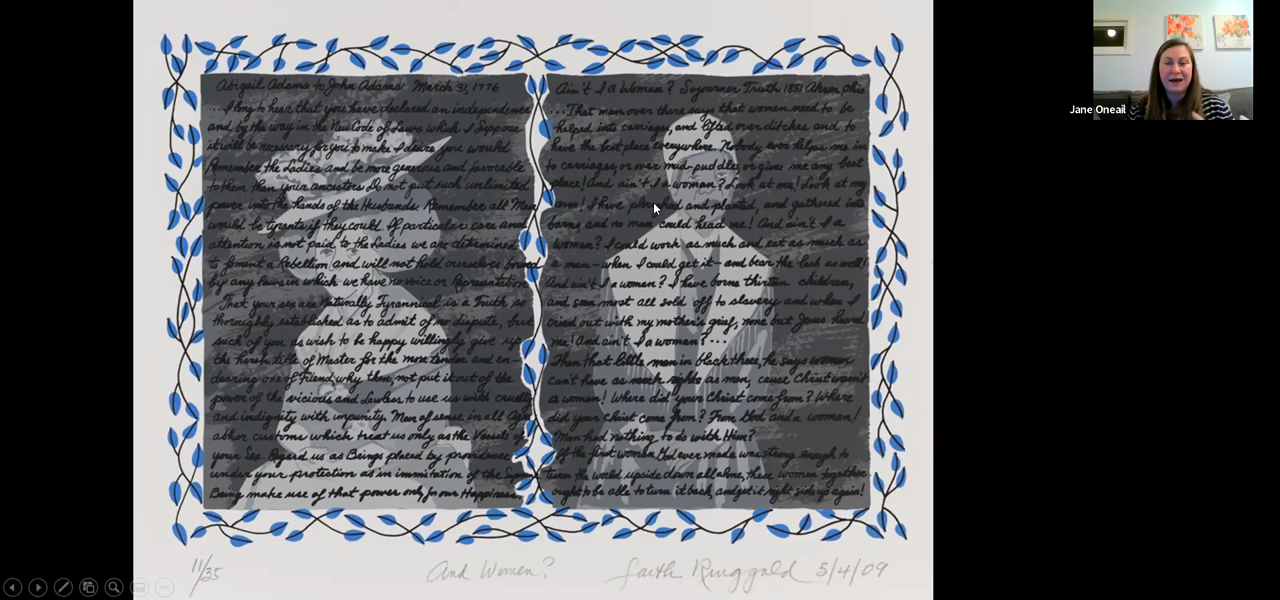 Abigail Adams to John Adams: March 31, 1776
....I long to hear that you have declared an independence
and by the way in the New Code of Laws which I Suppose
it will be necessary for you to make I desire you would
Remember the Ladies and be more generous and favorable
to them than your ancestors Do not put such unlimited
power into the hands of the Husbands. Remember all Men
would be tyrants if they could. If particular care and
attention is not paid to the Ladies we are determined
to foment a Rebellion and will not hold ourselves bound
by any Laws in which we have no voice or Representation
That your sex are Naturally Tyrannical is a Truth so
thoroughly established as to admit of no dispute, but
such of you as wish to be happy willingly give up
the harsh title of Master for the more tender and en-
dearing one of Friend, why then, not put it out of the
power of the vicious and Lawless to use us with cruelty
and indignity with impunity. Men of sense in all Ages
abhor customs which treat us only as the Vassels of
your Sex Regard us as Beings placed by providence
under your protection as in immitation of the
Being make use of that power only for our Happiness.
Ain't I a Woman? Sojourner Truth 1851 Akron, Ohio
...That man over there says that women need to be
helped into carriages, and lifted over ditches and to
have the best place everywhere. Nobody ever helps me in
to carriages, or over mud-puddles, or gives me any best
place! And ain't I a woman? Look at me! Look at my
arm! I have ploughed and planted, and gathered into
barns, and no man could head me! And ain't I a
woman? I could work as much and eat as much as
a man - when I could get it - and bear the lash as well!
And ain't I a woman? I have borne thirteen children,
and seen most all sold off to slavery and when I
cried out with my mother's grief, none but Jesus heard
me! And ain't I a woman? ...
Then that little man in black there, he says women
can't have as much rights as men, cause Christ wasn't
a woman! Where did your Christ come from? Where
did your Christ come from? From God and a woman!
Man had nothing to do with Him?
If the first woman God ever made was strong enough to
turn the world upside down all alone, these women together
ought to be able to turn it back, and get it right side up again!
11/35
And Women?
Faith Ringgold 5/4/09
Jane Oneail